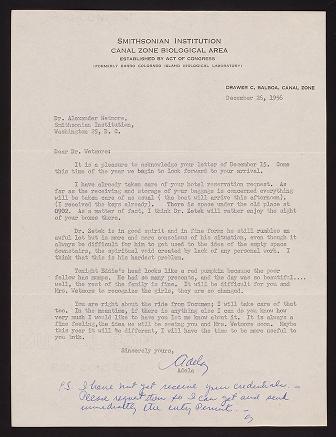 SMITHSONIAN INSTITUTION
CANAL ZONE BIOLOGICAL AREA
ESTABLISHED BY ACT OF CONGRESS
(FORMERLY BARRO COLORADO ISLAND BIOLOGICAL LABORATORY)
DRAWER C, BALBOA, CANAL ZONE
December 26, 1956
Dr. Alexander Wetmore,
Smithsonian Institution,
Washington 25, D. C.
Dear Dr. Wetmore:
It is a pleasure to acknowledge your letter of December 15. Come
this time of the year we begin to look forward to your arrival.
I have already taken care of your hotel reservation request. As
far as the receiving and storage of your baggage is concerned everything
will be taken care of as usual ( the boat will arrive this afternoon),
(I received the keys already). There is space under the old place at
0902. As a matter of fact, I think Dr. Zetek will rather enjoy the sight
of your boxes there.
Dr. Zetek is in good spirit and in fine form; he still rumbles an
awful lot but is more and more conscious of his situation, even though it
always be difficult for him to get used to the idea of the empty space
downstairs, the spiritual void created by lack of any personal work. I
think that this is his hardest problem.
Tonight Eddie's head looks like a red pumpkin because the poor
fellow has mumps. He had so many presents, and the day was so beautiful....
well, the rest of the family is fine. It will be difficult for you and
Mrs. Wetmore to recognize the girls, they are so changed.
You are right about the ride from Tocumen; I will take care of that
too. In the meantime, if there is anything else I can do you know how
very much I would like to have you let me know about it. It is always a
fine feeling, the idea we will be seeing you and Mrs. Wetmore soon. Maybe
this year it will be different, I will have the time to be more useful to
you both.
Sincerely yours,
Adela
Adela
P.S. I have not yet receive your credentials. -
Please request them so I can get and send
immediately the entry Permit. -